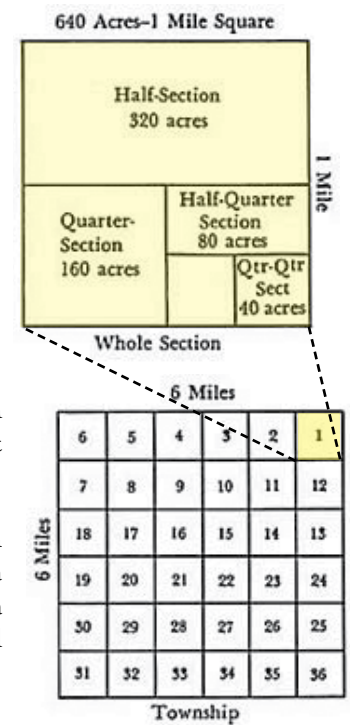 640 Acres–1 Mile Square
Half-Section
320 acres
1 Mile
Quarter-
Section
160 acres
Half-Quarter
Section
80 acres
Qtr-Qtr
Sect
40 acres
Whole Section
6 Miles
6 Miles
6 5 4 3 2 1
7 8 9 10 11 12
18 17 16 15 14 13
19 20 21 22 23 24
30 29 28 27 26 25
31 32 33 34 35 36
Township